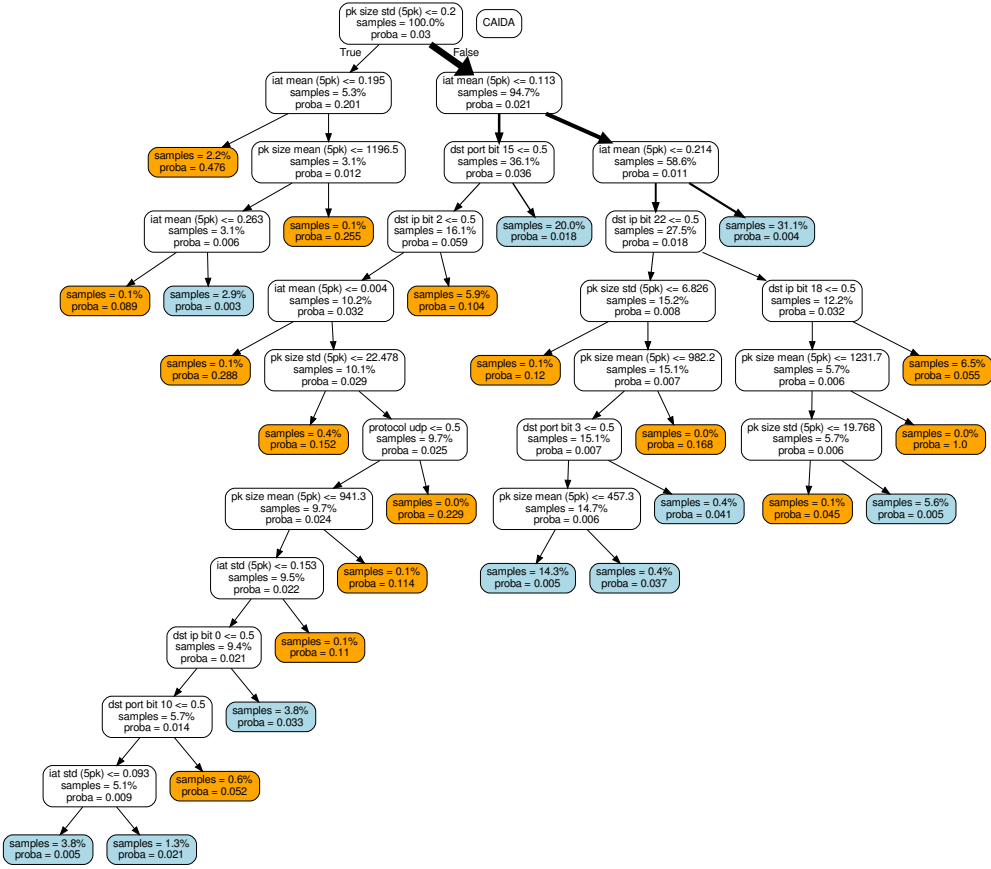 pk size std (5pk) <= 0.2
samples = 100.0%
proba = 0.03
CAIDA
True
False
iat mean (5pk) <= 0.195
samples = 5.3%
proba = 0.201
iat mean (5pk) <= 0.113
samples = 94.7%
proba = 0.021
samples = 2.2%
proba = 0.476
pk size mean (5pk) <= 1196.5
samples = 3.1%
proba = 0.012
dst port bit 15 <= 0.5
samples = 36.1%
proba = 0.036
iat mean (5pk) <= 0.214
samples = 58.6%
proba = 0.011
iat mean (5pk) <= 0.263
samples = 3.1%
proba = 0.006
samples = 0.1%
proba = 0.255
dst ip bit 2 <= 0.5
samples = 16.1%
proba = 0.059
samples = 20.0%
proba = 0.018
dst ip bit 22 <= 0.5
samples = 27.5%
proba = 0.018
samples = 31.1%
proba = 0.004
samples = 0.1%
proba = 0.089
samples = 2.9%
proba = 0.003
iat mean (5pk) <= 0.004
samples = 10.2%
proba = 0.032
samples = 5.9%
proba = 0.104
pk size std (5pk) <= 6.826
samples = 15.2%
proba = 0.008
dst ip bit 18 <= 0.5
samples = 12.2%
proba = 0.032
samples = 0.1%
proba = 0.288
pk size std (5pk) <= 22.478
samples = 10.1%
proba = 0.029
samples = 0.1%
proba = 0.12
pk size mean (5pk) <= 982.2
samples = 15.1%
proba = 0.007
pk size mean (5pk) <= 1231.7
samples = 5.7%
proba = 0.006
samples = 6.5%
proba = 0.055
samples = 0.4%
proba = 0.152
protocol udp <= 0.5
samples = 9.7%
proba = 0.025
dst port bit 3 <= 0.5
samples = 15.1%
proba = 0.007
samples = 0.0%
proba = 0.168
pk size std (5pk) <= 19.768
samples = 5.7%
proba = 0.006
samples = 0.0%
proba = 1.0
pk size mean (5pk) <= 941.3
samples = 9.7%
proba = 0.024
samples = 0.0%
proba = 0.229
pk size mean (5pk) <= 457.3
samples = 14.7%
proba = 0.006
samples = 0.4%
proba = 0.041
samples = 0.1%
proba = 0.045
samples = 5.6%
proba = 0.005
iat std (5pk) <= 0.153
samples = 9.5%
proba = 0.022
samples = 0.1%
proba = 0.114
samples = 14.3%
proba = 0.005
samples = 0.4%
proba = 0.037
dst ip bit 0 <= 0.5
samples = 9.4%
proba = 0.021
samples = 0.1%
proba = 0.11
dst port bit 10 <= 0.5
samples = 5.7%
proba = 0.014
samples = 3.8%
proba = 0.033
iat std (5pk) <= 0.093
samples = 5.1%
proba = 0.009
samples = 0.6%
proba = 0.052
samples = 3.8%
proba = 0.005
samples = 1.3%
proba = 0.021